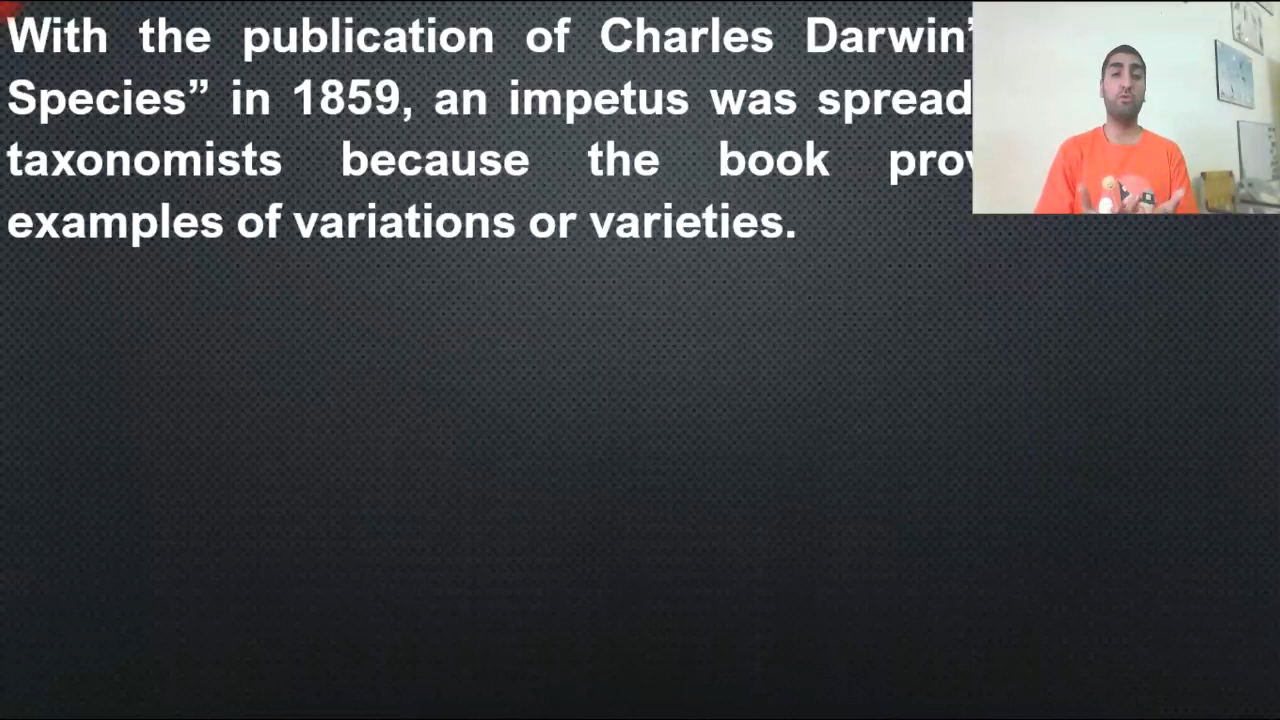 With the publication of Charles Darwin'
Species” in 1859, an impetus was spread
taxonomists because the book
examples of variations or varieties.